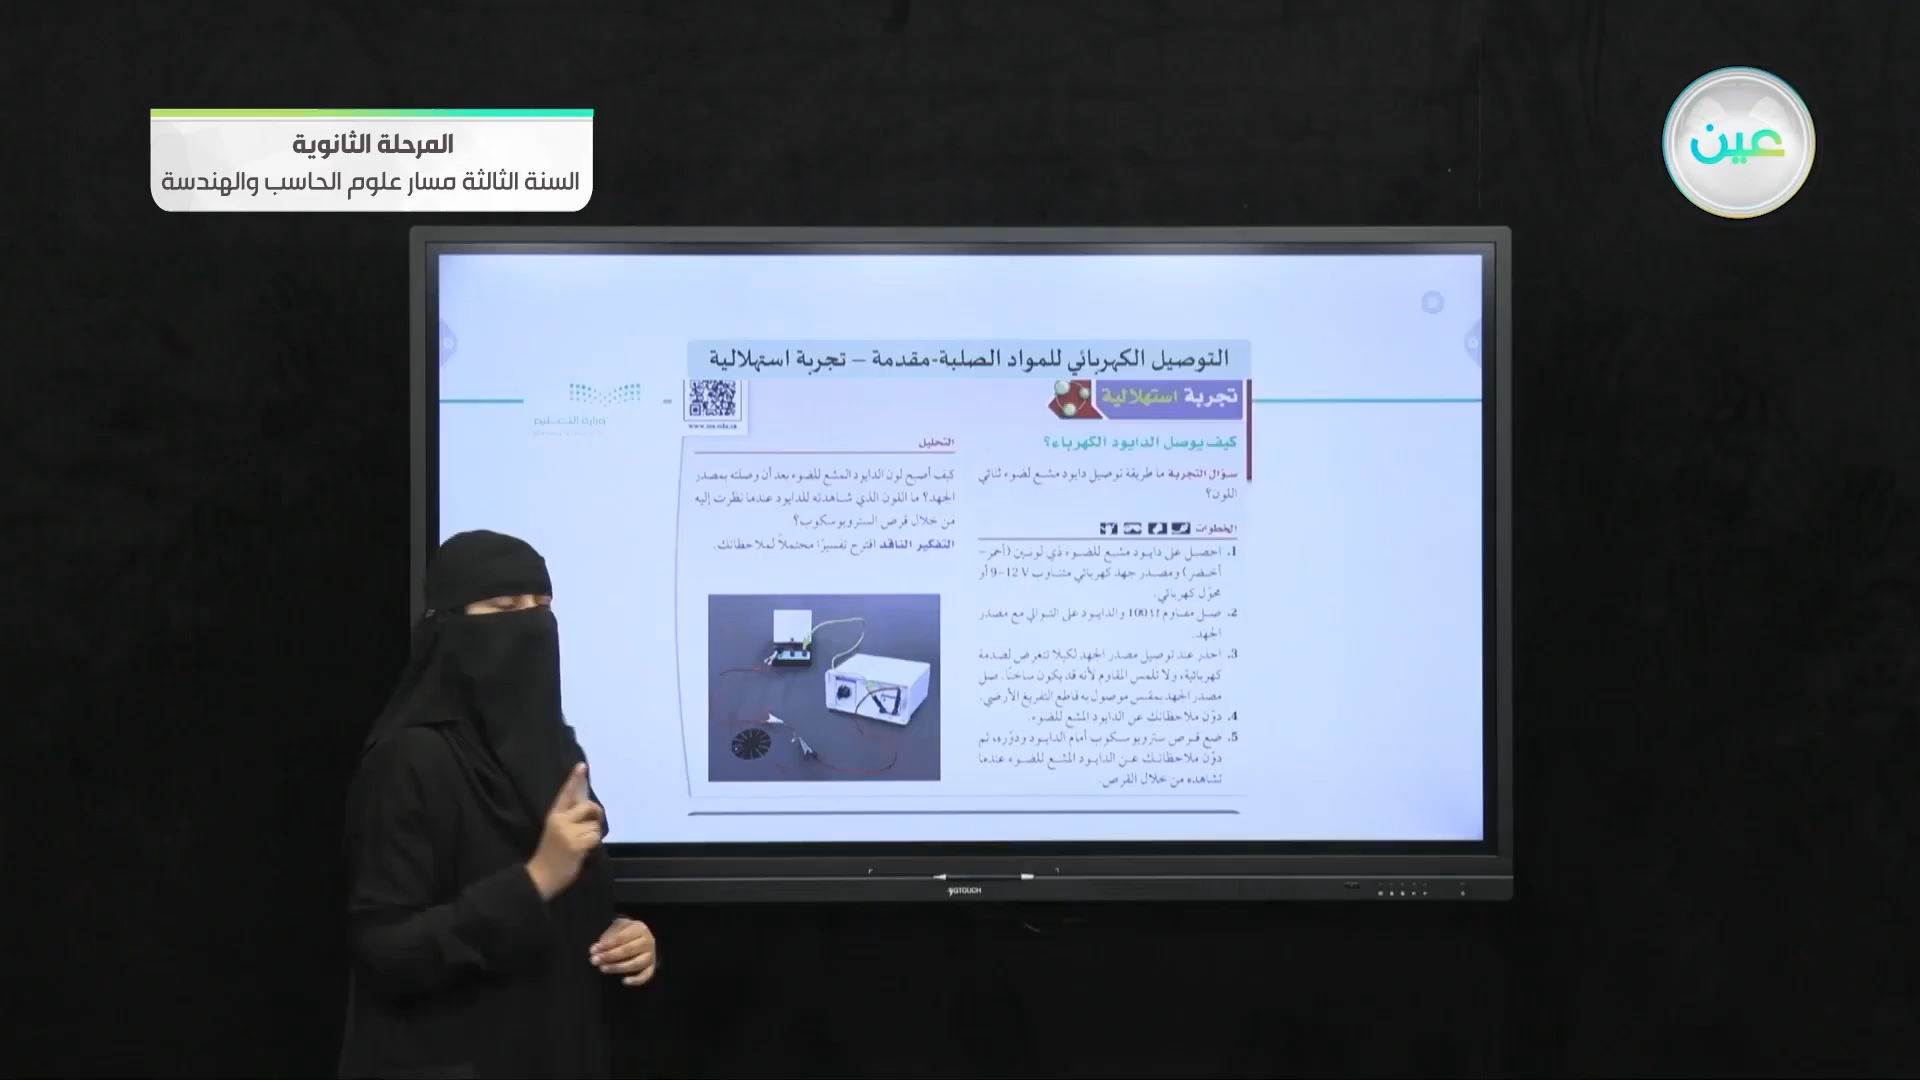 المرحلة الثانوية
السنة الثالثة مسار علوم الحاسب والهندسة
عين
التوصيل الكهربائي للمواد الصلبة-مقدمة – تجربة استهلالية
تجربة استهلالية
كيف يوصل الدايود الكهرباء؟
سؤال التجربة ما طريقة توصيل دايود مشع لضوء ثنائي
اللون؟
الخطوات
1. احصل على دايود مشع للضوء ذي لونين (أحمر-
أخضر) ومصدر جهد كهربائي متناوب 9-12 V أو
محوّل كهربائي.
2. صل مقاوم 100 Ω والدايود على التوالي مع مصدر
الجهد.
3. احذر عند توصيل مصدر الجهد لكيلا تتعرض لصدمة
كهربائية، ولا تلمس المقاوم لأنه قد يكون ساخنًا. صل
مصدر الجهد بمقبس موصول به قاطع التفريغ الأرضي.
4. دوّن ملاحظاتك عن الدايود المشع للضوء.
5. ضع قرص ستروبوسكوب أمام الدايود ودوّره، ثم
دوّن ملاحظاتك عن الدايود المشع للضوء عندما
تشاهده من خلال القرص.
التحليل
كيف أصبح لون الدايود المشع للضوء بعد أن وصلته بمصدر
الجهد؟ ما اللون الذي شاهدته للدايود عندما نظرت إليه
من خلال قرص الستروبوسكوب؟
التفكير الناقد اقترح تفسيرًا محتملاً لملاحظاتك.
وزارة التعليم